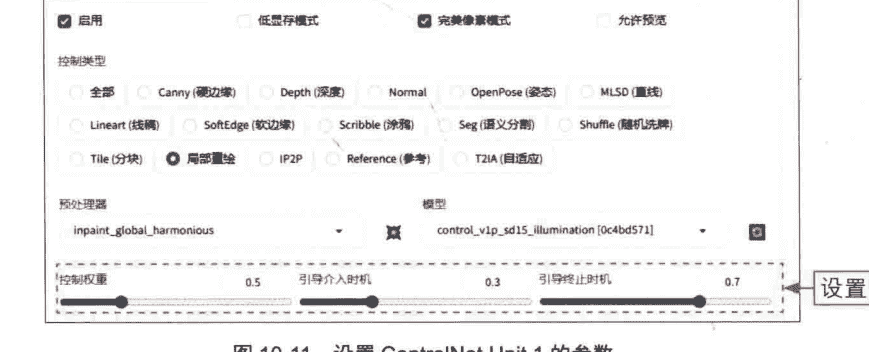 启用 低显存模式 完美像素模式 允许预览
控制类型
全部 Canny (硬边缘) Depth (深度) Normal OpenPose (姿态) MLSD (直线)
Lineart (线稿) SoftEdge (软边缘) Scribble (涂鸦) Seg (语义分割) Shuffle (随机洗牌)
Tile (分块) 局部重绘 IP2P Reference (参考) T2IA (自适应)
预处理器 模型
inpaint_global_harmonious control_v1p_sd15_illumination [0c4bd571]
控制权重 0.5 引导介入时机 0.3 引导终止时机 0.7
设置
图 10-11 设置 ControlNet Unit 1 的参数